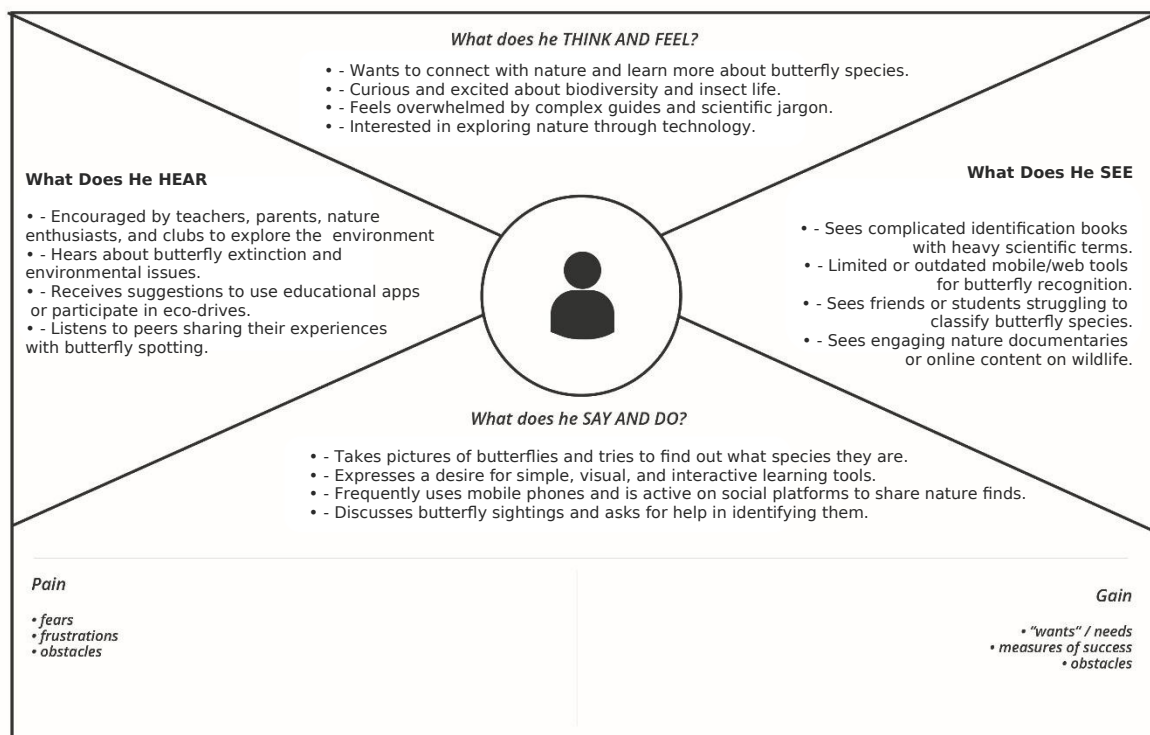 What does he THINK AND FEEL?
• - Wants to connect with nature and learn more about butterfly species.
• - Curious and excited about biodiversity and insect life.
• - Feels overwhelmed by complex guides and scientific jargon.
• - Interested in exploring nature through technology.
What Does He HEAR
• - Encouraged by teachers, parents, nature
enthusiasts, and clubs to explore the environment
• - Hears about butterfly extinction and
environmental issues.
• - Receives suggestions to use educational apps
or participate in eco-drives.
• - Listens to peers sharing their experiences
with butterfly spotting.
What Does He SEE
• - Sees complicated identification books
with heavy scientific terms.
• - Limited or outdated mobile/web tools
for butterfly recognition.
• - Sees friends or students struggling to
classify butterfly species.
• - Sees engaging nature documentaries
or online content on wildlife.
What does he SAY AND DO?
• - Takes pictures of butterflies and tries to find out what species they are.
• - Expresses a desire for simple, visual, and interactive learning tools.
• - Frequently uses mobile phones and is active on social platforms to share nature finds.
• - Discusses butterfly sightings and asks for help in identifying them.
Pain
• fears
• frustrations
• obstacles
Gain
• “wants“ / needs
• measures of success
• obstacles